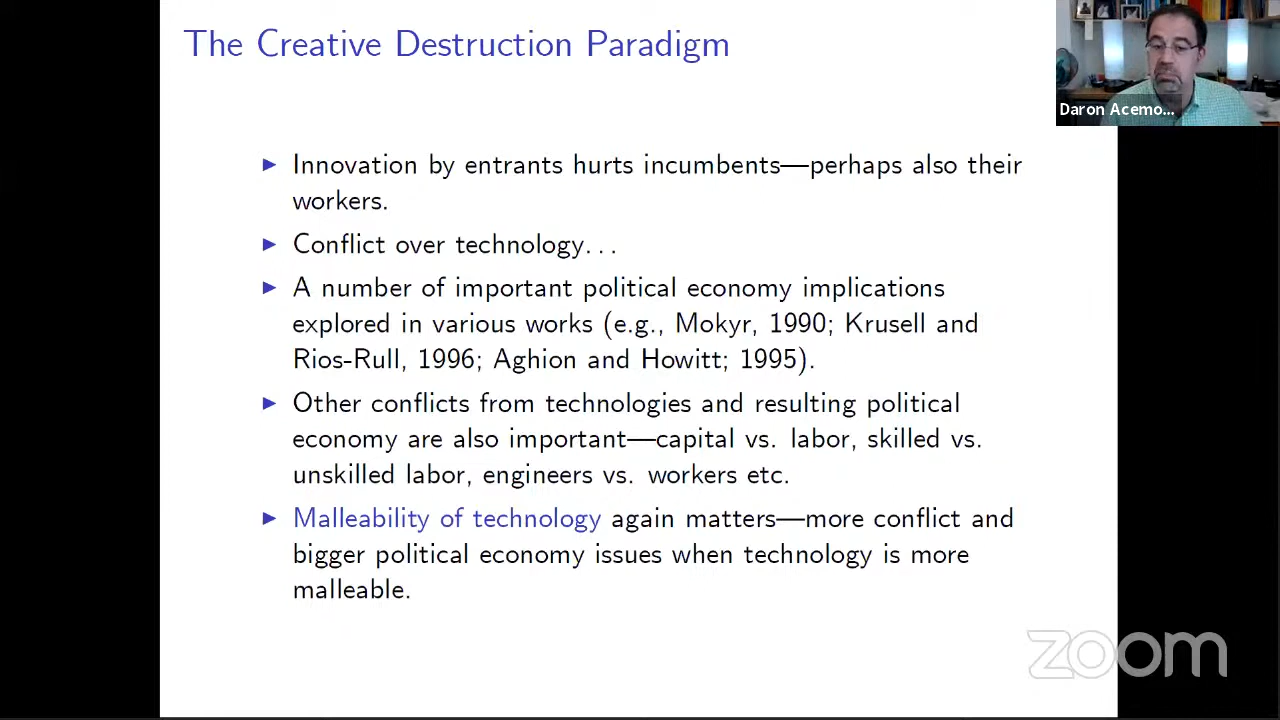 The Creative Destruction Paradigm
Daron Acemo...
▶ Innovation by entrants hurts incumbents—perhaps also their
workers.
▶ Conflict over technology...
▶ A number of important political economy implications
explored in various works (e.g., Mokyr, 1990; Krusell and
Rios-Rull, 1996; Aghion and Howitt; 1995).
▶ Other conflicts from technologies and resulting political
economy are also important—capital vs. labor, skilled vs.
unskilled labor, engineers vs. workers etc.
▶ Malleability of technology again matters—more conflict and
bigger political economy issues when technology is more
malleable.
zoom